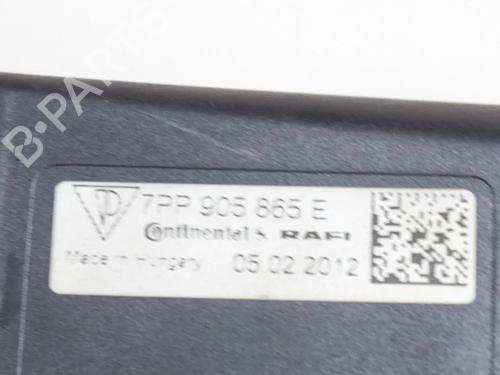 B-PARTS
7PP 905 865 E
Continental & RAFI
Made in Hungary 05.02.2012